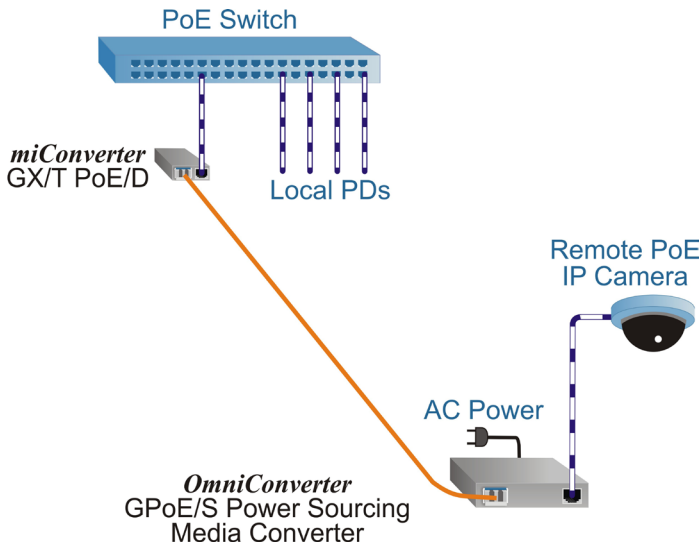 PoE Switch
miConverter
GX/T PoE/D
Local PDs
Remote PoE
IP Camera
AC Power
OmniConverter
GPoE/S Power Sourcing
Media Converter